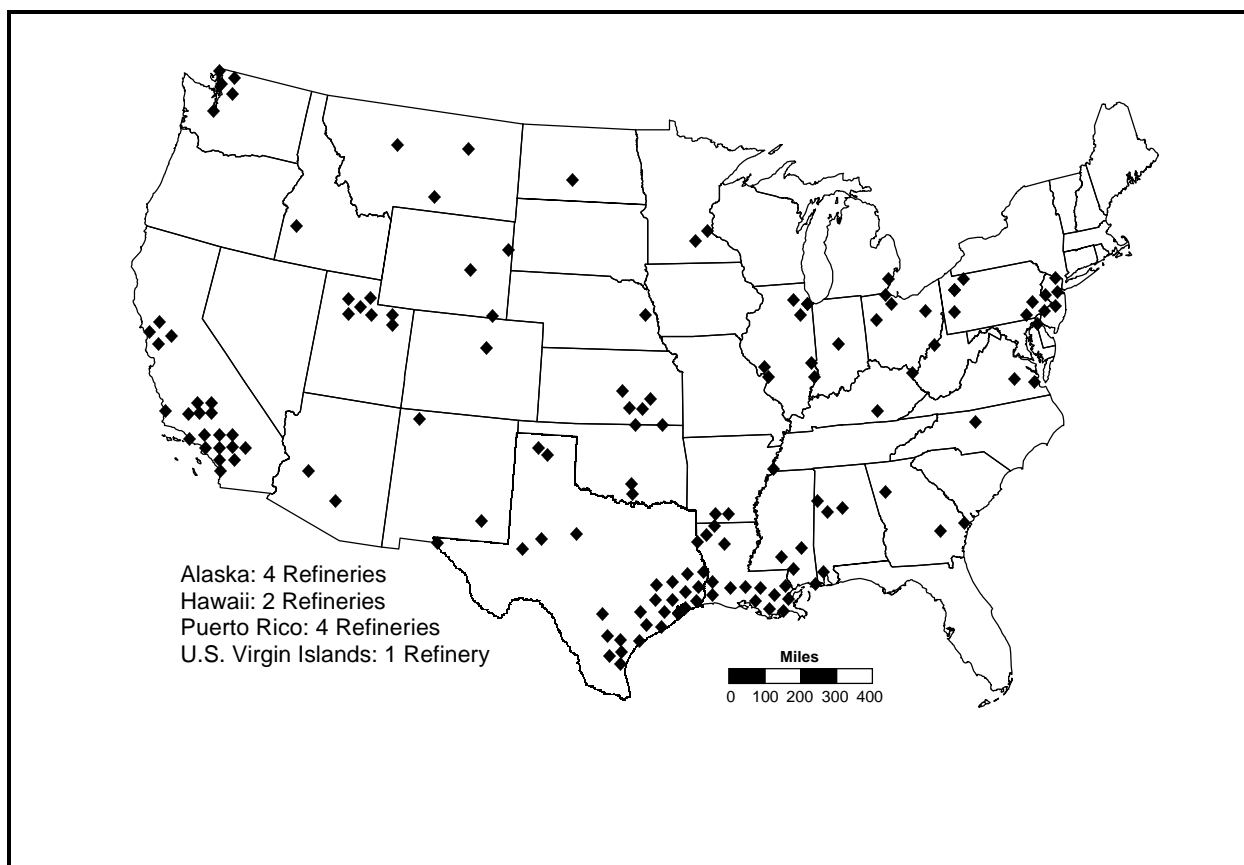 Alaska: 4 Refineries
Hawaii: 2 Refineries
Puerto Rico: 4 Refineries
U.S. Virgin Islands: 1 Refinery
Miles
0 100 200 300 400